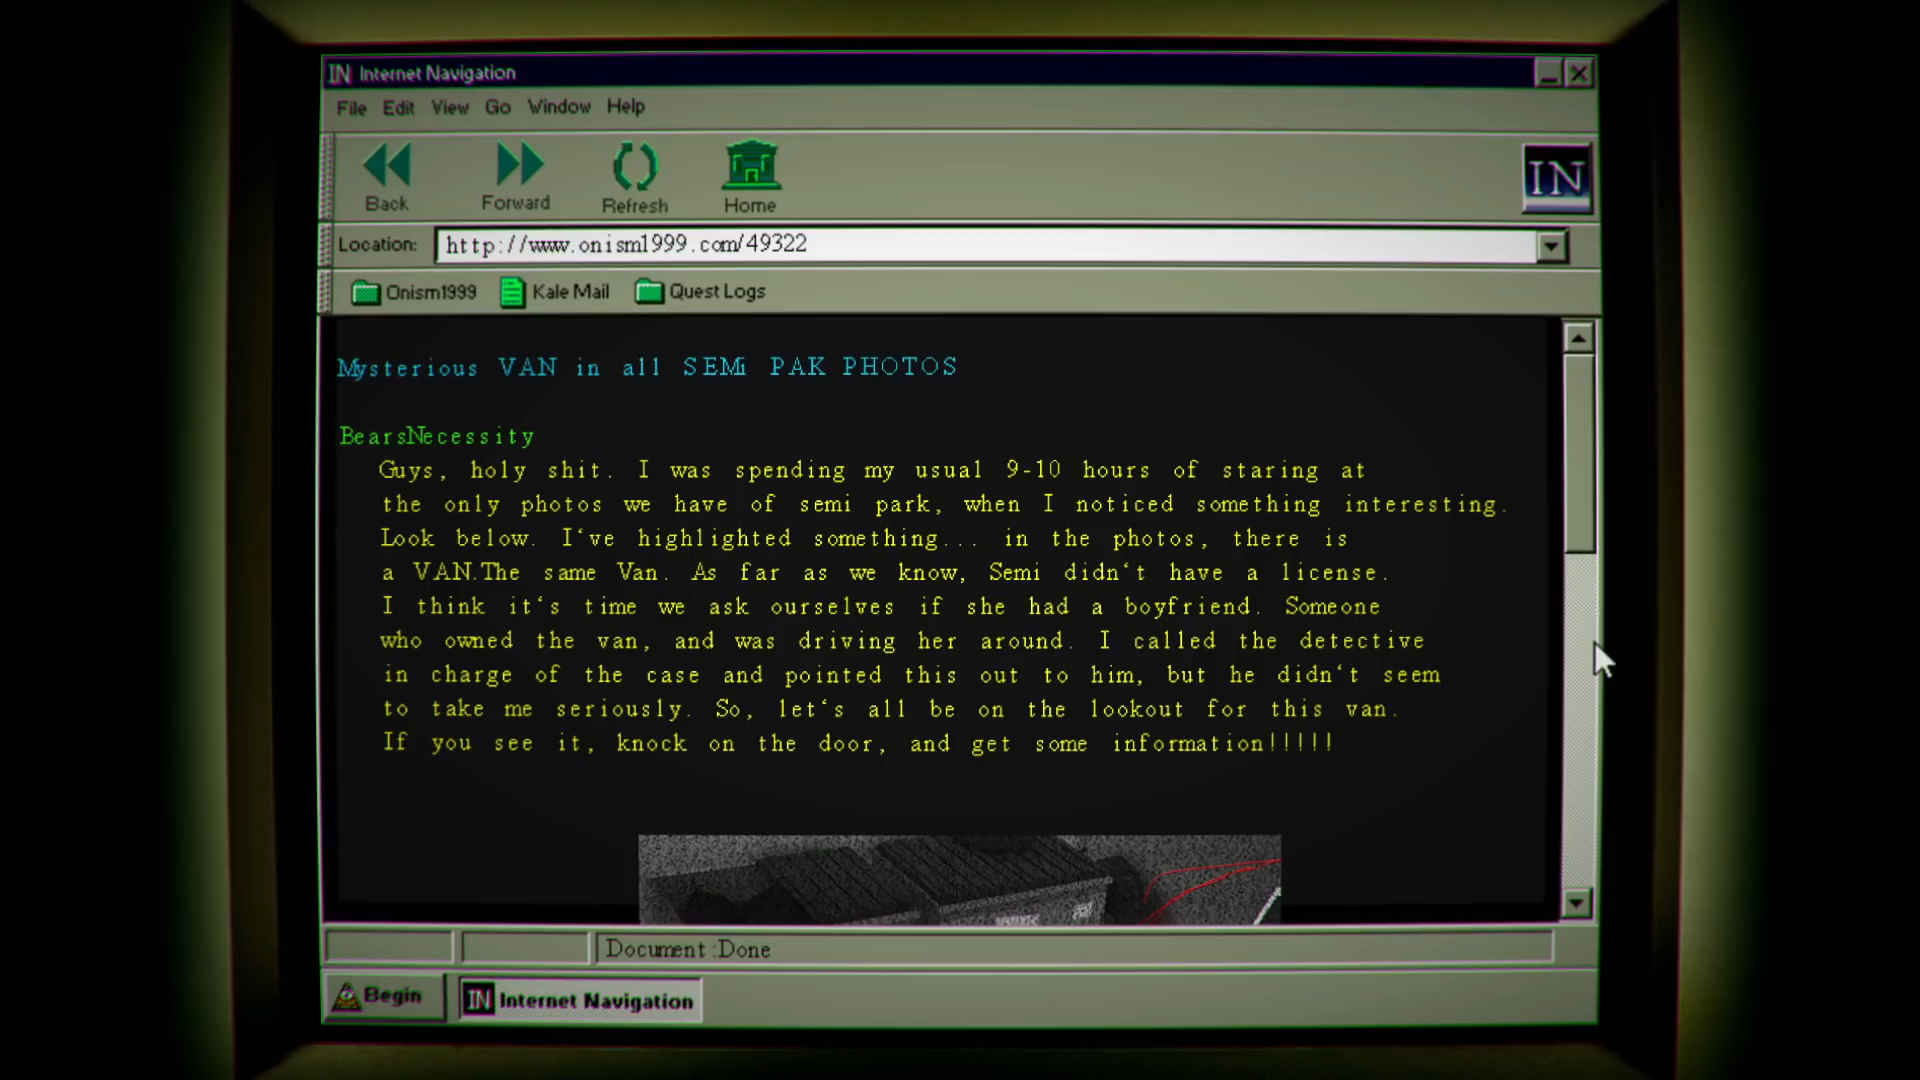 IN Internet Navigation
File Edit View Go Window Help
Back Forward Refresh Home
IN
Location: http://www.onism1999.com/49322
Onism1999 Kale Mail Quest Logs
Mysterious VAN in all SEMi PAK PHOTOS
BearsNecessity
Guys, holy shit. I was spending my usual 9-10 hours of staring at
the only photos we have of semi park, when I noticed something interesting.
Look below. I've highlighted something... in the photos, there is
a VAN.The same Van. As far as we know, Semi didn't have a license.
I think it's time we ask ourselves if she had a boyfriend. Someone
who owned the van, and was driving her around. I called the detective
in charge of the case and pointed this out to him, but he didn't seem
to take me seriously. So, let's all be on the lookout for this van.
If you see it, knock on the door, and get some information!!!!!
Document :Done
Begin IN Internet Navigation